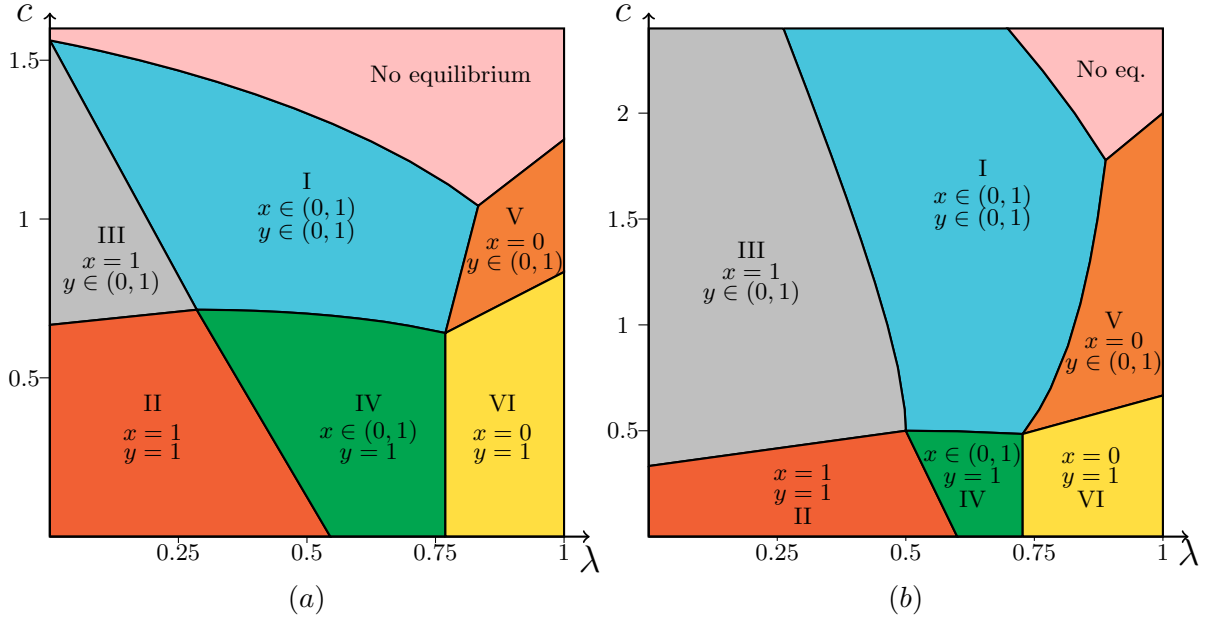 c
1.5
1
0.5
No equilibrium
I
x ∈ (0, 1)
y ∈ (0, 1)
III
x = 1
y ∈ (0, 1)
V
x = 0
y ∈ (0, 1)
II
x = 1
y = 1
IV
x ∈ (0, 1)
y = 1
VI
x = 0
y = 1
0.25
0.5
0.75
1
λ
(a)
c
2
1.5
1
0.5
No eq.
I
x ∈ (0, 1)
y ∈ (0, 1)
III
x = 1
y ∈ (0, 1)
V
x = 0
y ∈ (0, 1)
x = 1
y = 1
II
x ∈ (0, 1)
y = 1
IV
x = 0
y = 1
VI
0.25
0.5
0.75
1
λ
(b)